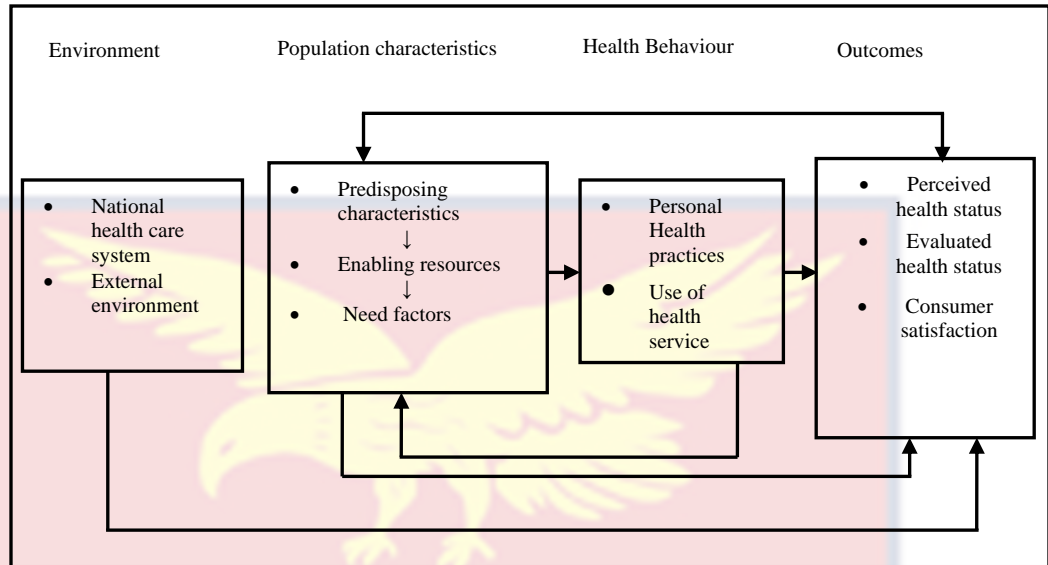 Environment
Population characteristics
Health Behaviour
Outcomes
• National
health care
system
• External
environment
• Predisposing
characteristics
↓
• Enabling resources
↓
• Need factors
• Personal
Health
practices
• Use of
health
service
• Perceived
health status
• Evaluated
health status
• Consumer
satisfaction